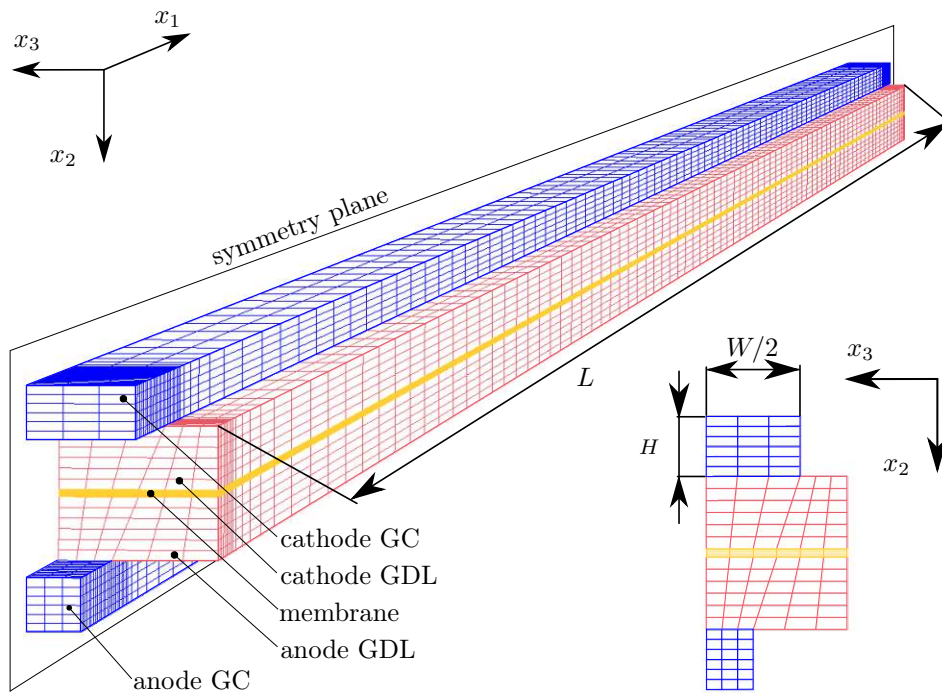 x₁
x₃
x₂
symmetry plane
L
W/2
x₃
H
x₂
cathode GC
cathode GDL
membrane
anode GDL
anode GC